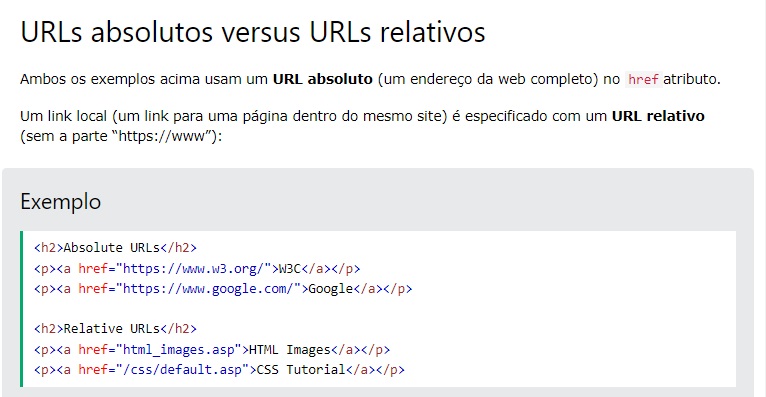 URLs absolutos versus URLs relativos
Ambos os exemplos acima usam um URL absoluto (um endereço da web completo) no href atributo.
Um link local (um link para uma página dentro do mesmo site) é especificado com um URL relativo
(sem a parte “https://www”):
Exemplo
<h2>Absolute URLs</h2>
<p><a href="https://www.w3.org/">W3C</a></p>
<p><a href="https://www.google.com/">Google</a></p>
<h2>Relative URLs</h2>
<p><a href="html_images.asp">HTML Images</a></p>
<p><a href="/css/default.asp">CSS Tutorial</a></p>